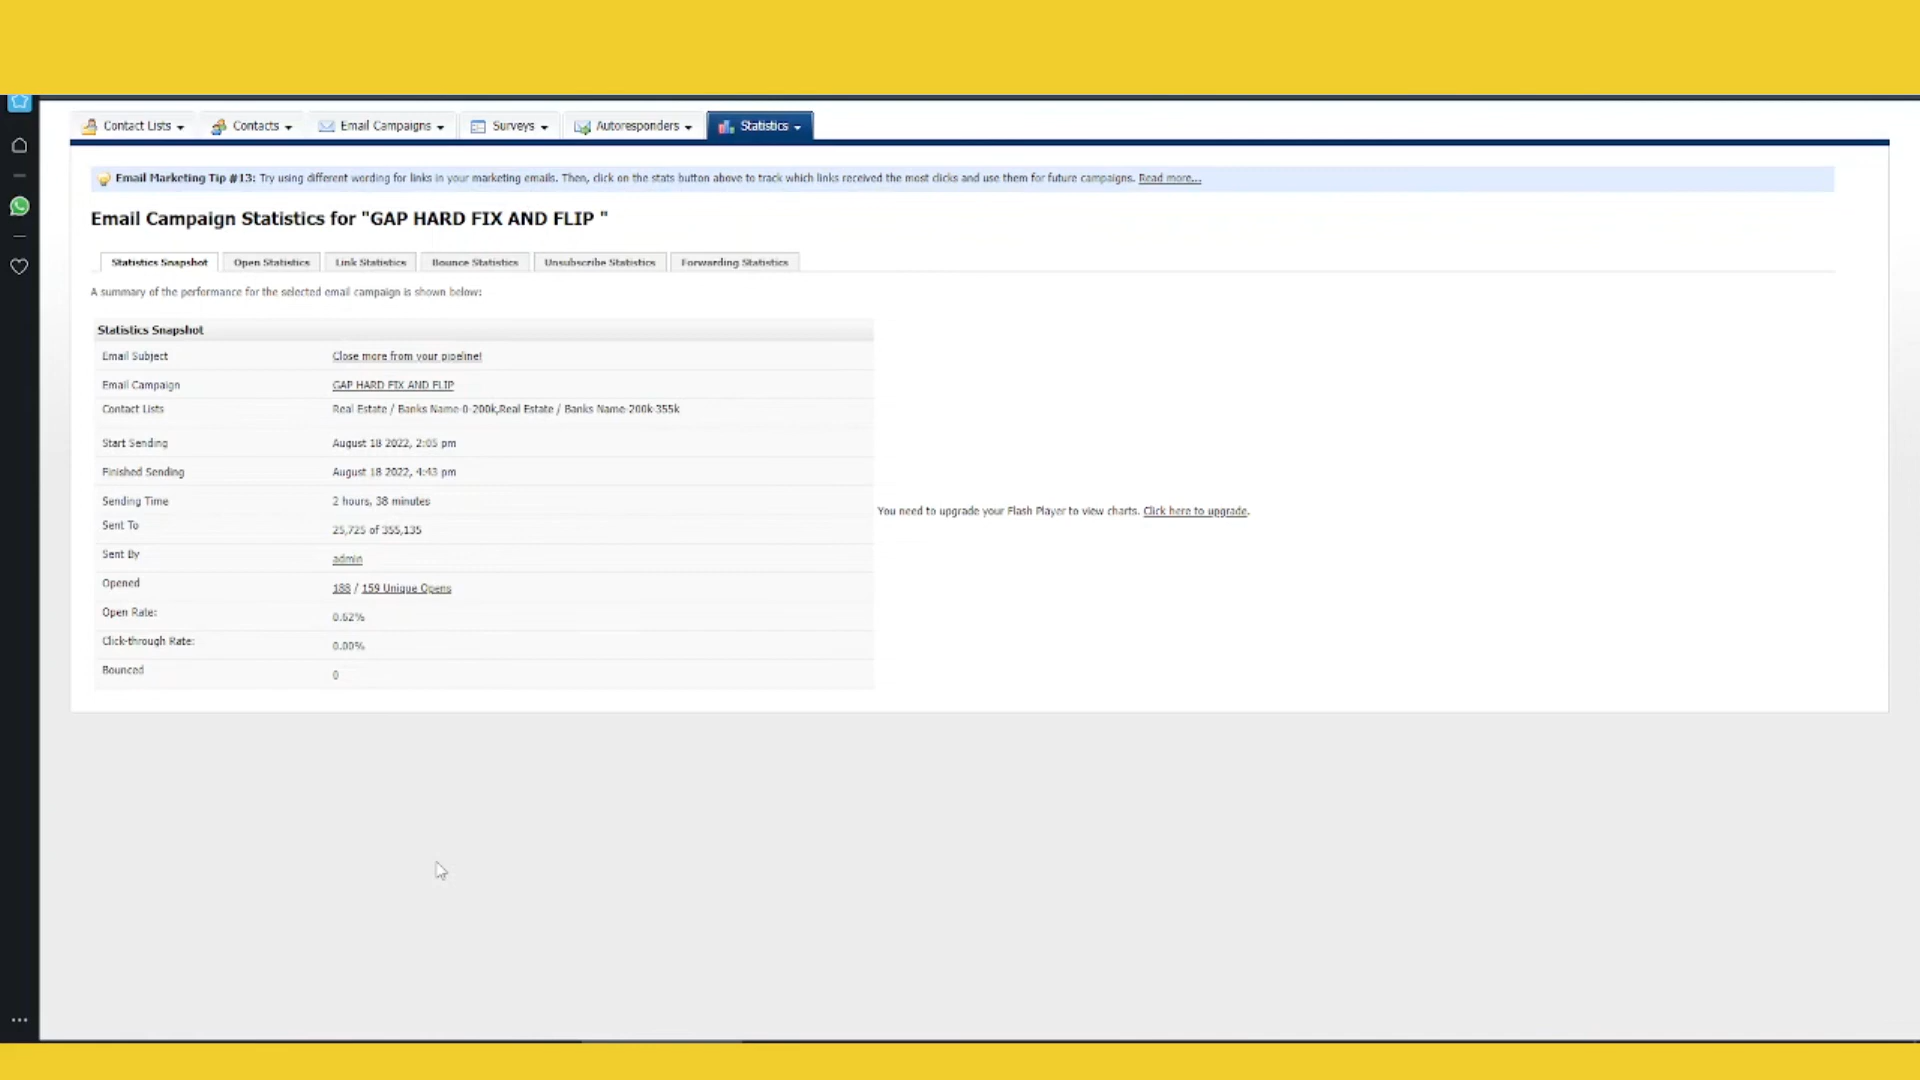 Contact Lists
Contacts
Email Campaigns
Surveys
Autoresponders
Statistics
Email Marketing Tip #13: Try using different wording for links in your marketing emails. Then, click on the stats button above to track which links received the most clicks and use them for future campaigns. Read more...
Email Campaign Statistics for "GAP HARD FIX AND FLIP "
Statistics Snapshot
Open Statistics
Link Statistics
Bounce Statistics
Unsubscribe Statistics
Forwarding Statistics
A summary of the performance for the selected email campaign is shown below:
Statistics Snapshot
Email Subject Close more from your pipeline!
Email Campaign GAP HARD FIX AND FLIP
Contact Lists Real Estate / Banks Name-0-200k,Real Estate / Banks Name-200k-355k
Start Sending August 18 2022, 2:05 pm
Finished Sending August 18 2022, 4:43 pm
Sending Time 2 hours, 38 minutes
Sent To 25,725 of 355,135
Sent By admin
Opened 188 / 159 Unique Opens
Open Rate: 0.62%
Click-through Rate: 0.00%
Bounced 0
You need to upgrade your Flash Player to view charts. Click here to upgrade.